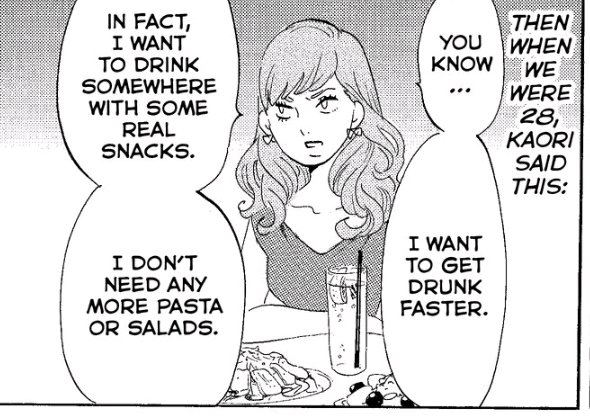 THEN
WHEN
WE
WERE
28,
KAORI
SAID
THIS:
YOU
KNOW
...
I WANT
TO GET
DRUNK
FASTER.
IN FACT,
I WANT
TO DRINK
SOMEWHERE
WITH SOME
REAL
SNACKS.
I DON'T
NEED ANY
MORE PASTA
OR SALADS.